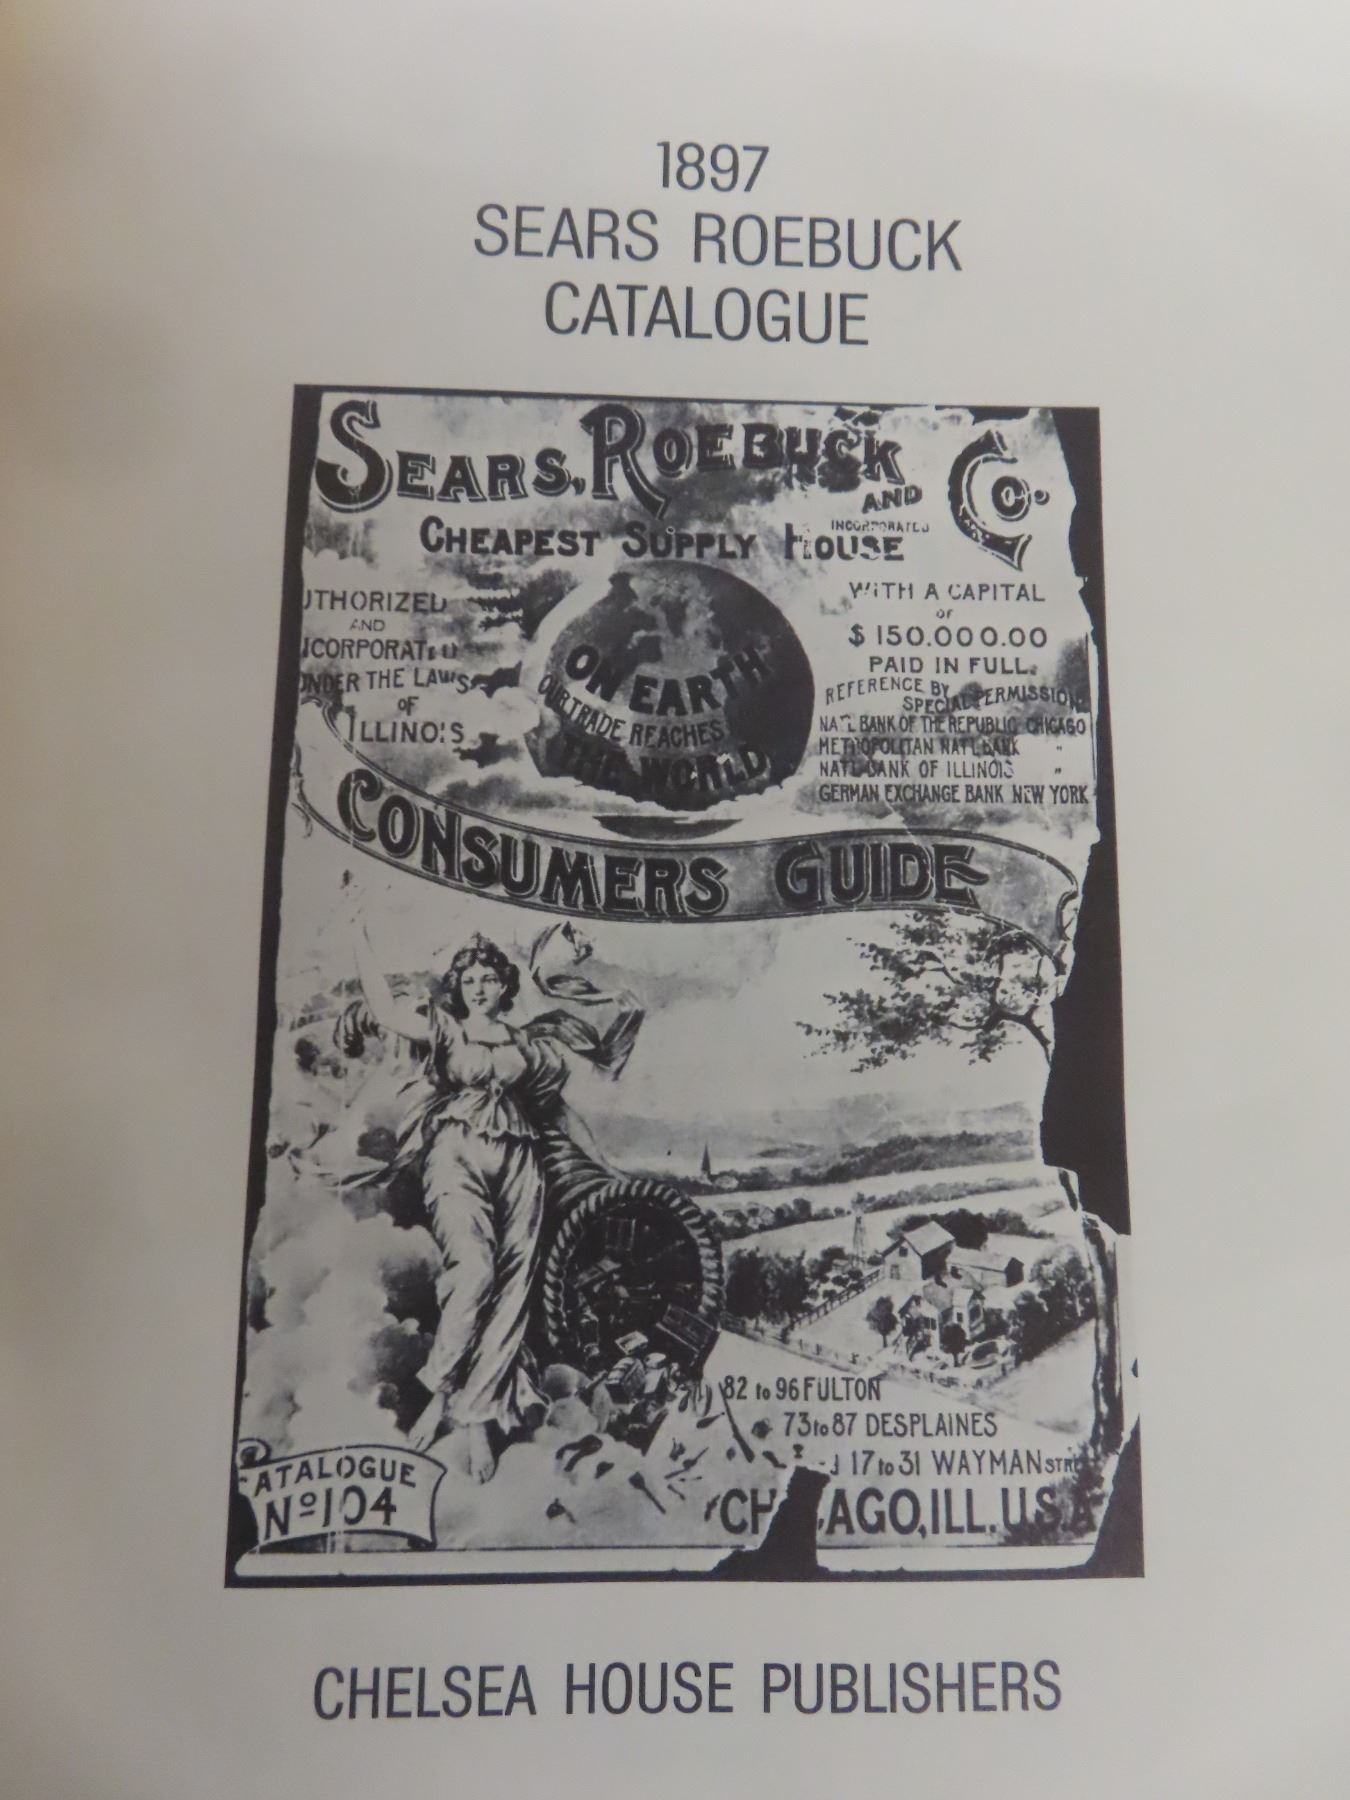 1897
SEARS ROEBUCK
CATALOGUE
SEARS, ROEBUCK AND Co.
INCORPORATED
CHEAPEST SUPPLY HOUSE
UTHORIZED
AND
ICORPORATED
UNDER THE LAWS
OF
ILLINOIS
ON EARTH
OUR TRADE REACHES
THE WORLD
WITH A CAPITAL
OF
$150.000.00
PAID IN FULL.
REFERENCE BY
SPECIAL PERMISSION
NAT'L BANK OF THE REPUBLIC CHICAGO
METROPOLITAN NAT'L BANK "
NAT'L BANK OF ILLINOIS "
GERMAN EXCHANGE BANK NEW YORK
CONSUMERS GUIDE
82 to 96 FULTON
73 to 87 DESPLAINES
17 to 31 WAYMAN
CHICAGO, ILL. U.S.A
CATALOGUE
No 104
CHELSEA HOUSE PUBLISHERS